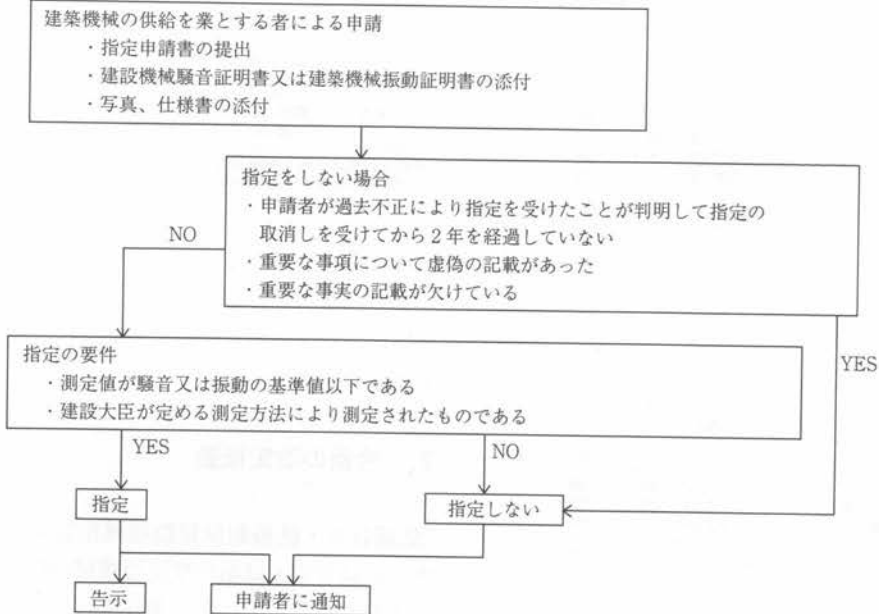 建築機械の供給を業とする者による申請
・指定申請書の提出
・建設機械騒音証明書又は建築機械振動証明書の添付
・写真、仕様書の添付
指定をしない場合
・申請者が過去不正により指定を受けたことが判明して指定の
取消しを受けてから2年を経過していない
・重要な事項について虚偽の記載があった
・重要な事実の記載が欠けている
NO
YES
指定の要件
・測定値が騒音又は振動の基準値以下である
・建設大臣が定める測定方法により測定されたものである
YES
NO
指定
指定しない
告示
申請者に通知